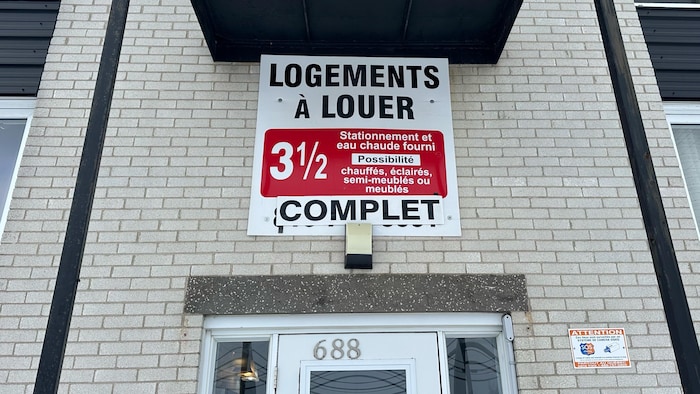 LOGEMENTS
À LOUER
3 1/2
Stationnement et
eau chaude fourni
Possibilité
chauffés, éclairés,
semi-meublés ou
meublés
COMPLET
688
ATTENTION